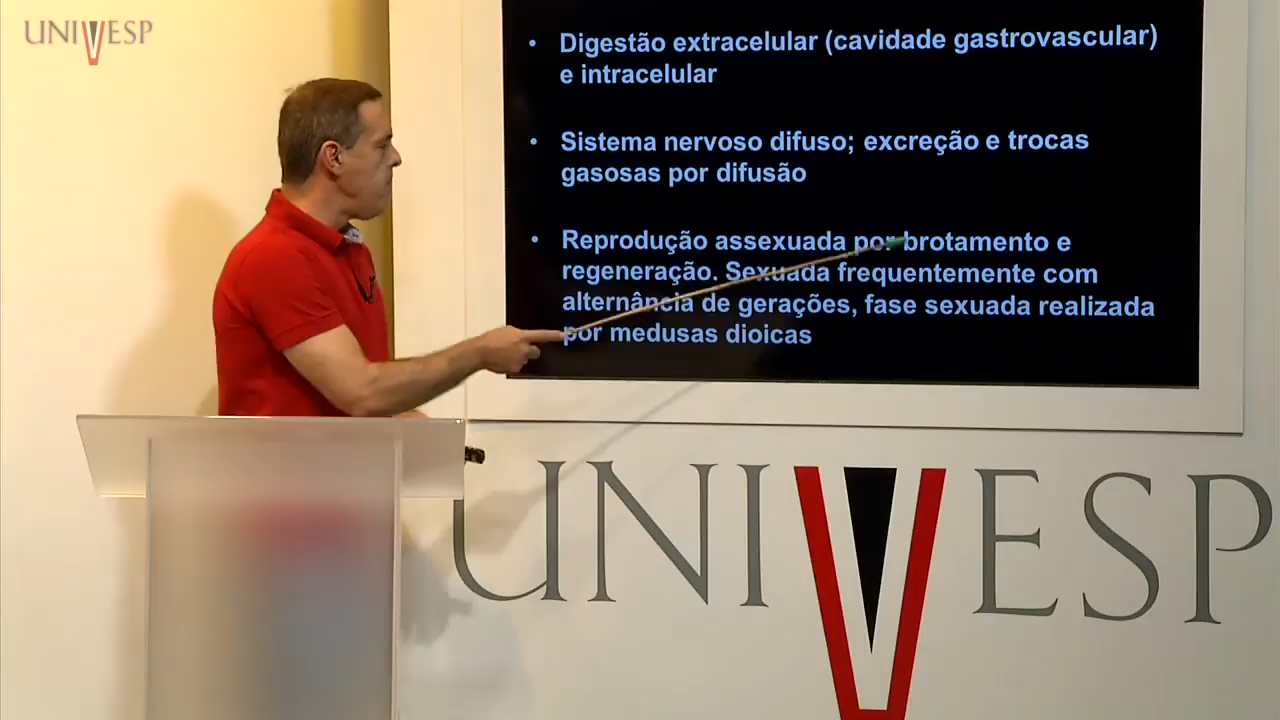 UNIVESP
• Digestão extracelular (cavidade gastrovascular)
e intracelular
• Sistema nervoso difuso; excreção e trocas
gasosas por difusão
• Reprodução assexuada por brotamento e
regeneração. Sexuada frequentemente com
alternância de gerações, fase sexuada realizada
por medusas dioicas
UNIVESP